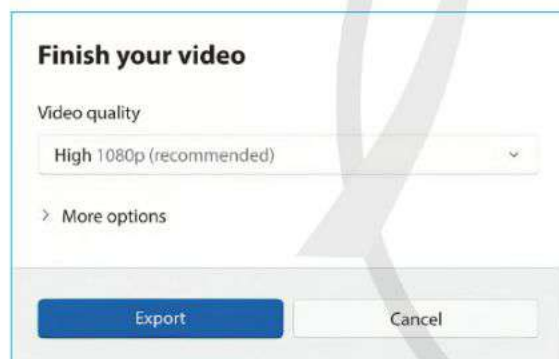 Finish your video
Video quality
High 1080p (recommended)
More options
Export
Cancel